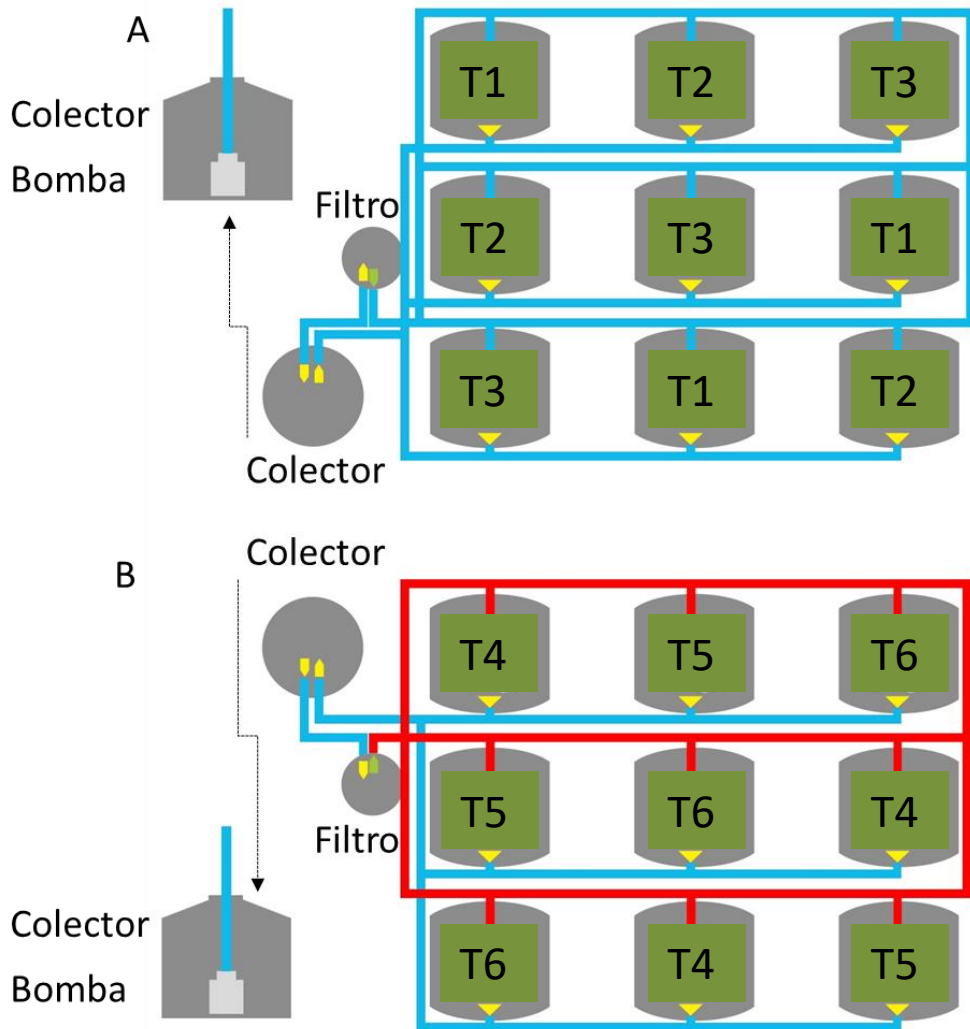 A
Colector
Bomba
Filtro
Colector
T1 T2 T3
T2 T3 T1
T3 T1 T2
B
Colector
Filtro
Colector
Bomba
T4 T5 T6
T5 T6 T4
T6 T4 T5